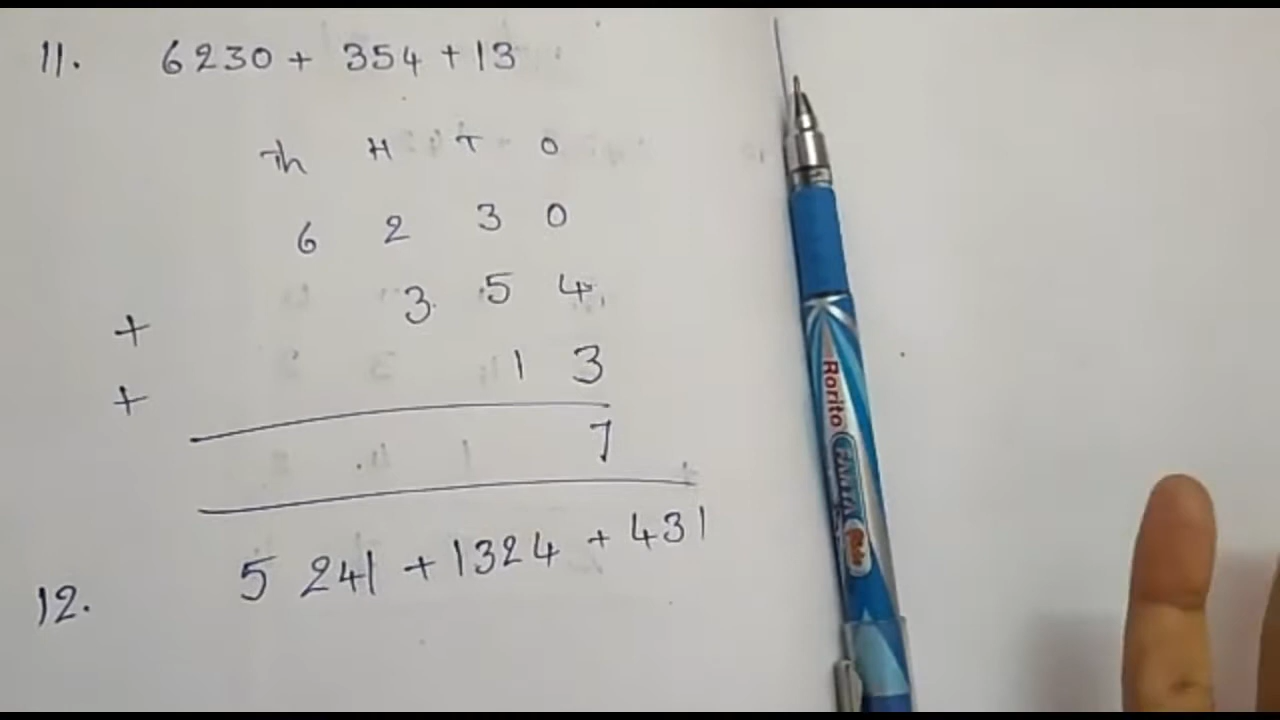 11. 6230 + 354 + 13
Th H T O
6 2 3 0
+ 3 5 4
+ 1 3
7
12. 5241 + 1324 + 431
Rorito